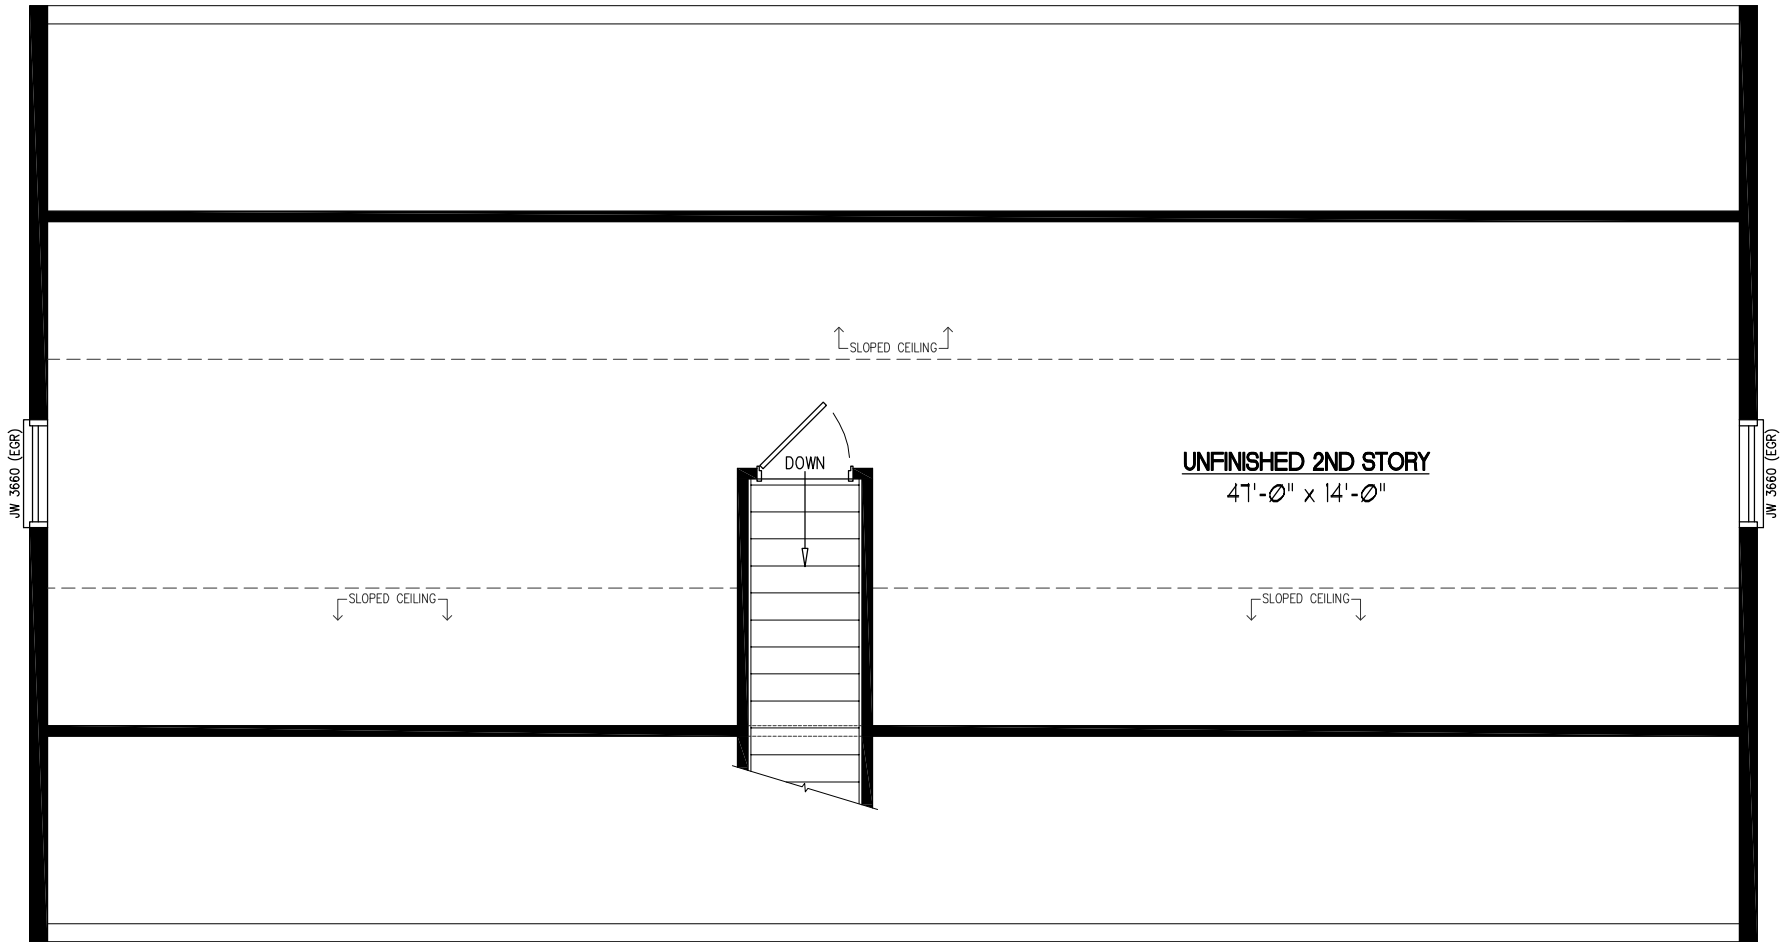 SLOPED CEILING
DOWN
UNFINISHED 2ND STORY
47'-0" x 14'-0"
JW 3660 (EGR)
JW 3660 (EGR)
SLOPED CEILING
SLOPED CEILING